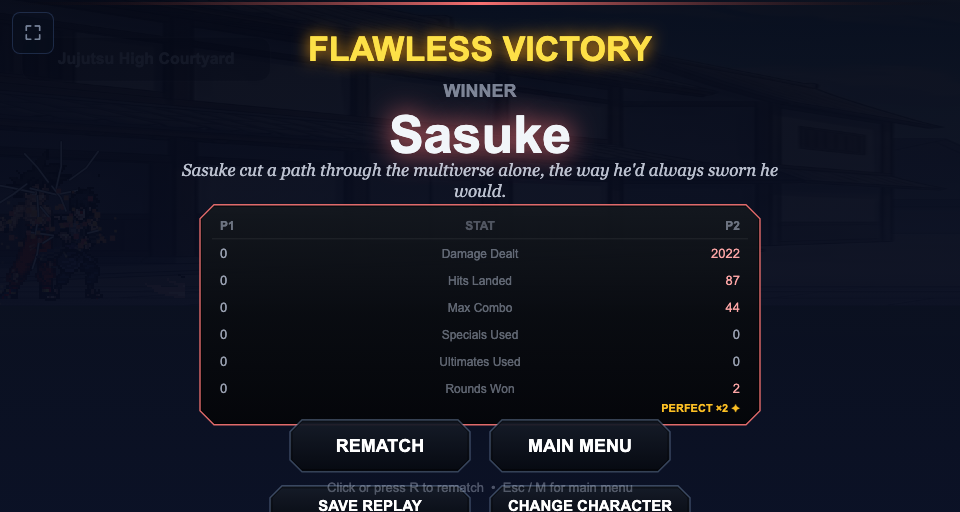 Jujutsu High Courtyard
FLAWLESS VICTORY
WINNER
Sasuke
Sasuke cut a path through the multiverse alone, the way he'd always sworn he
would.
P1 STAT P2
0 Damage Dealt 2022
0 Hits Landed 87
0 Max Combo 44
0 Specials Used 0
0 Ultimates Used 0
0 Rounds Won 2
PERFECT ×2 ✦
REMATCH MAIN MENU
Click or press R to rematch • Esc / M for main menu
SAVE REPLAY CHANGE CHARACTER